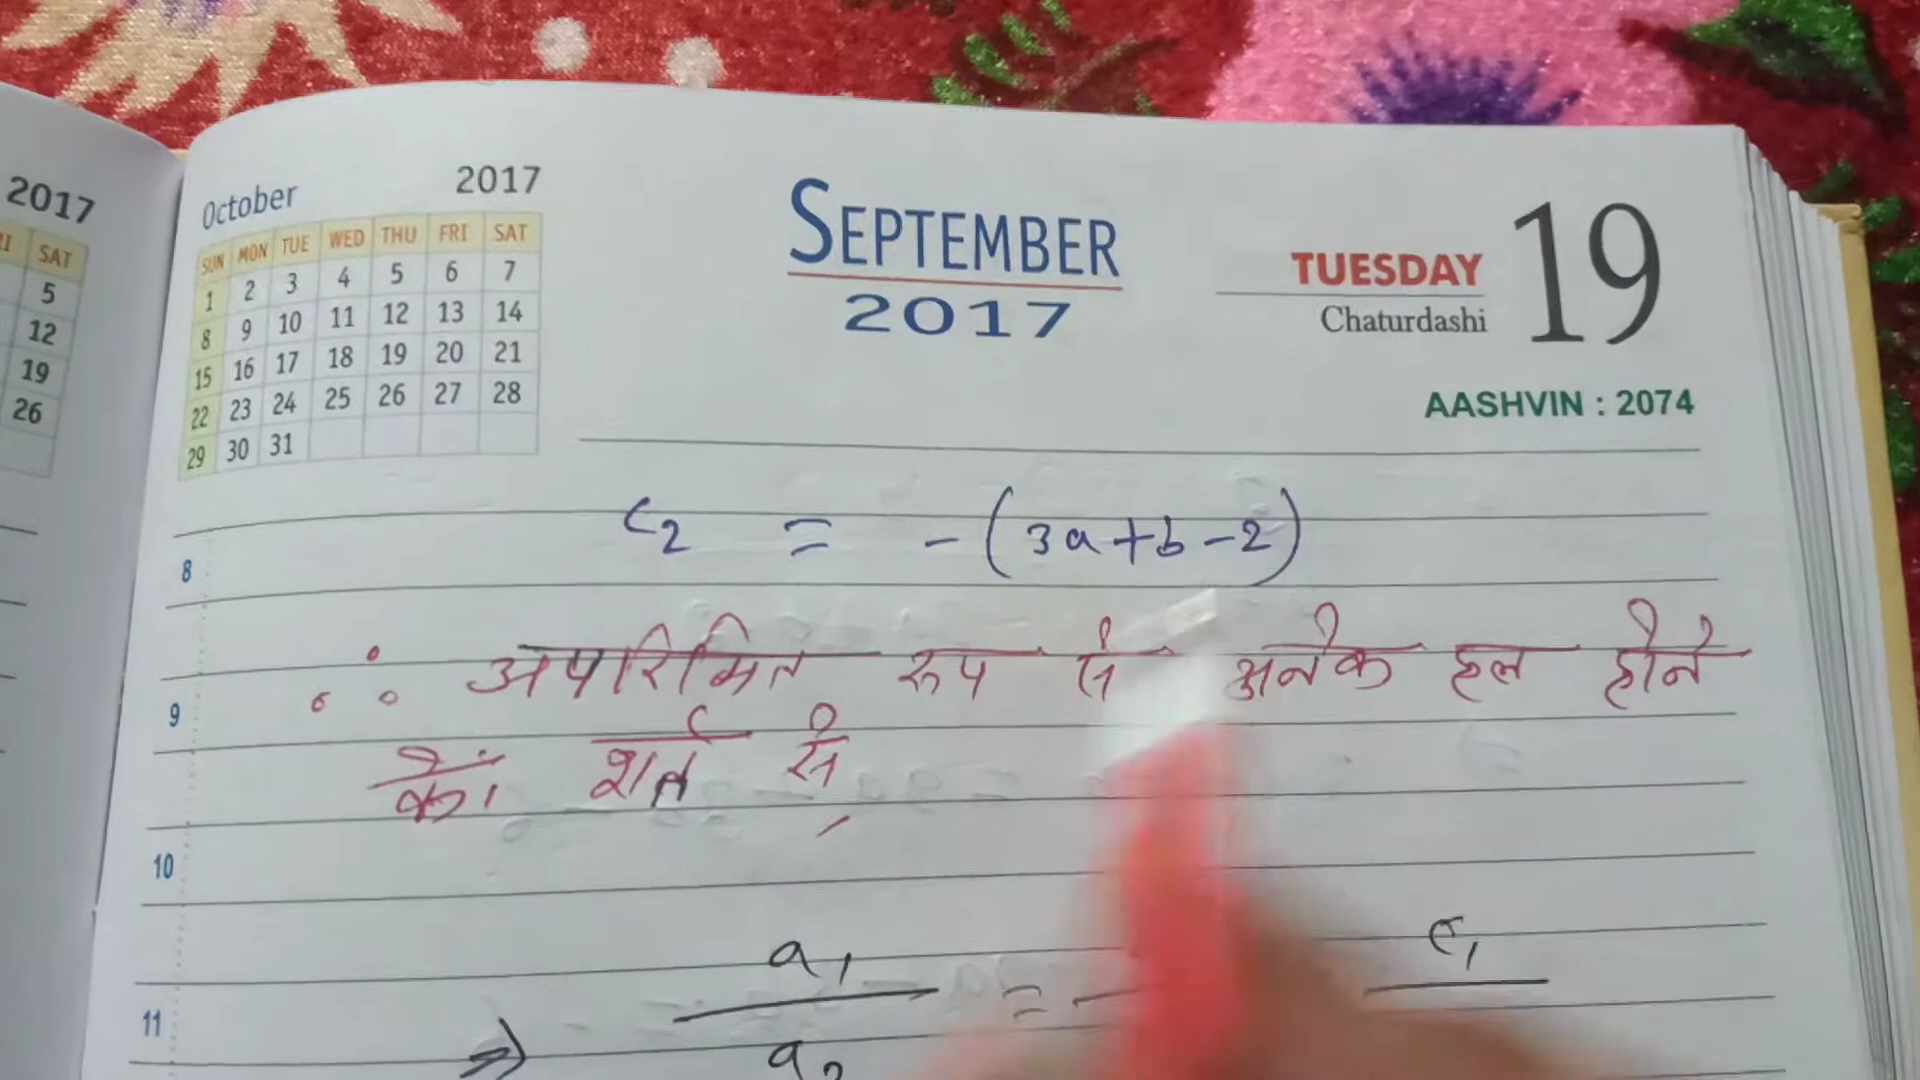 2017
RI SAT
5
12
19
26
October 2017
SUN MON TUE WED THU FRI SAT
1 2 3 4 5 6 7
8 9 10 11 12 13 14
15 16 17 18 19 20 21
22 23 24 25 26 27 28
29 30 31
SEPTEMBER
2017
TUESDAY
Chaturdashi
19
AASHVIN : 2074
c₂ = -(3a+b-2)
8
∴ अपरिमित रूप से अनेक हल होने
9
की शर्त से,
10
a₁ c₁
11
⇒ =
a₂